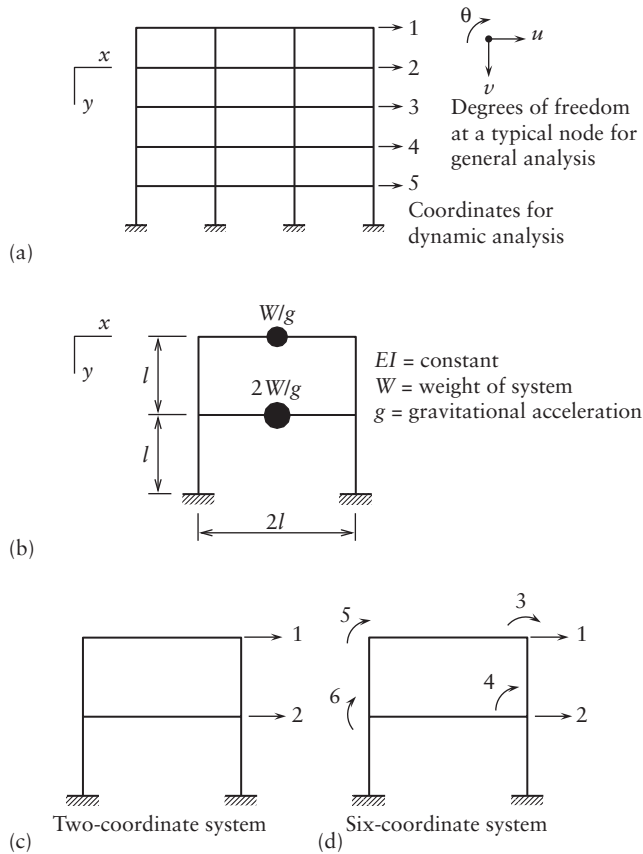 1
θ
u
x
2
y
v
3
Degrees of freedom
at a typical node for
general analysis
4
5
Coordinates for
dynamic analysis
(a)
W/g
x
y
l
EI = constant
W = weight of system
g = gravitational acceleration
2W/g
l
2l
(b)
1
2
5
3
1
6
4
2
(c)
Two-coordinate system
(d)
Six-coordinate system